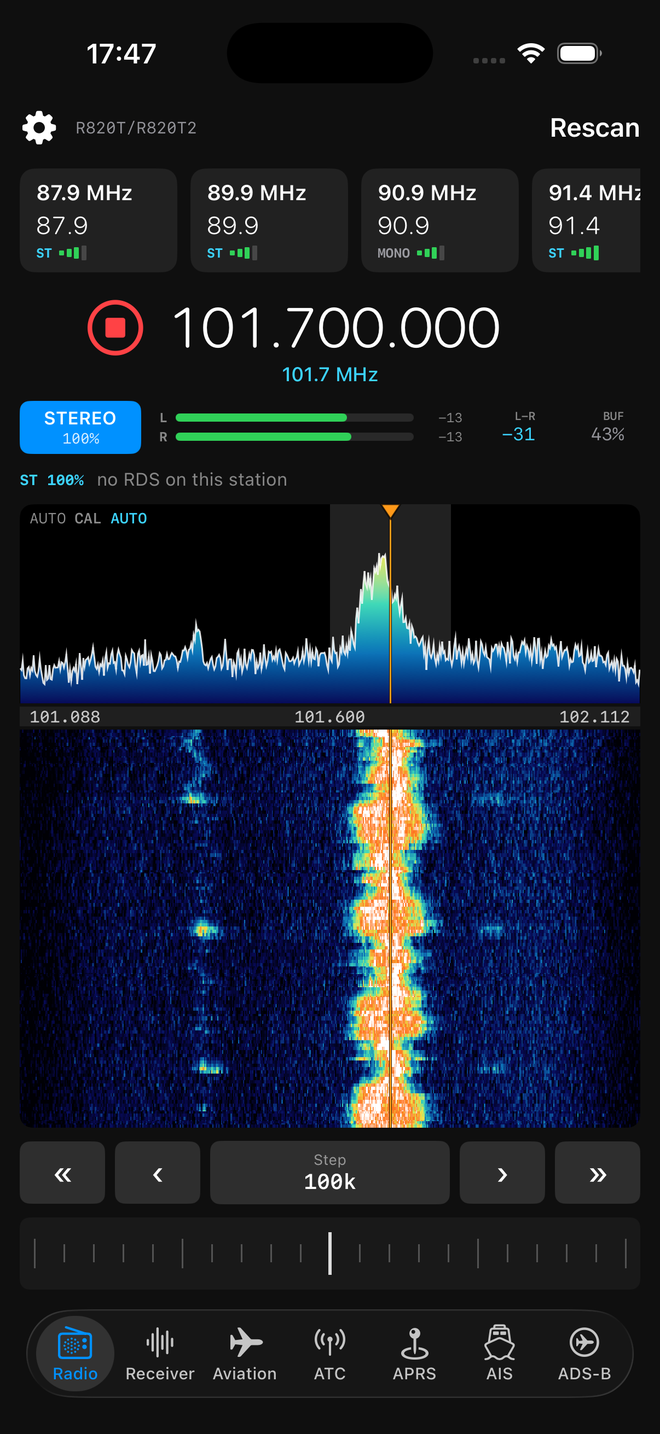 17:47
R820T/R820T2
Rescan
87.9 MHz
87.9
ST
89.9 MHz
89.9
ST
90.9 MHz
90.9
MONO
91.4 MHz
91.4
ST
101.700.000
101.7 MHz
STEREO
100%
L
-13
R
-13
L-R
-31
BUF
43%
ST 100% no RDS on this station
AUTO CAL AUTO
101.088 101.600 102.112
« ‹
Step
100k
› »
Radio Receiver Aviation ATC APRS AIS ADS-B